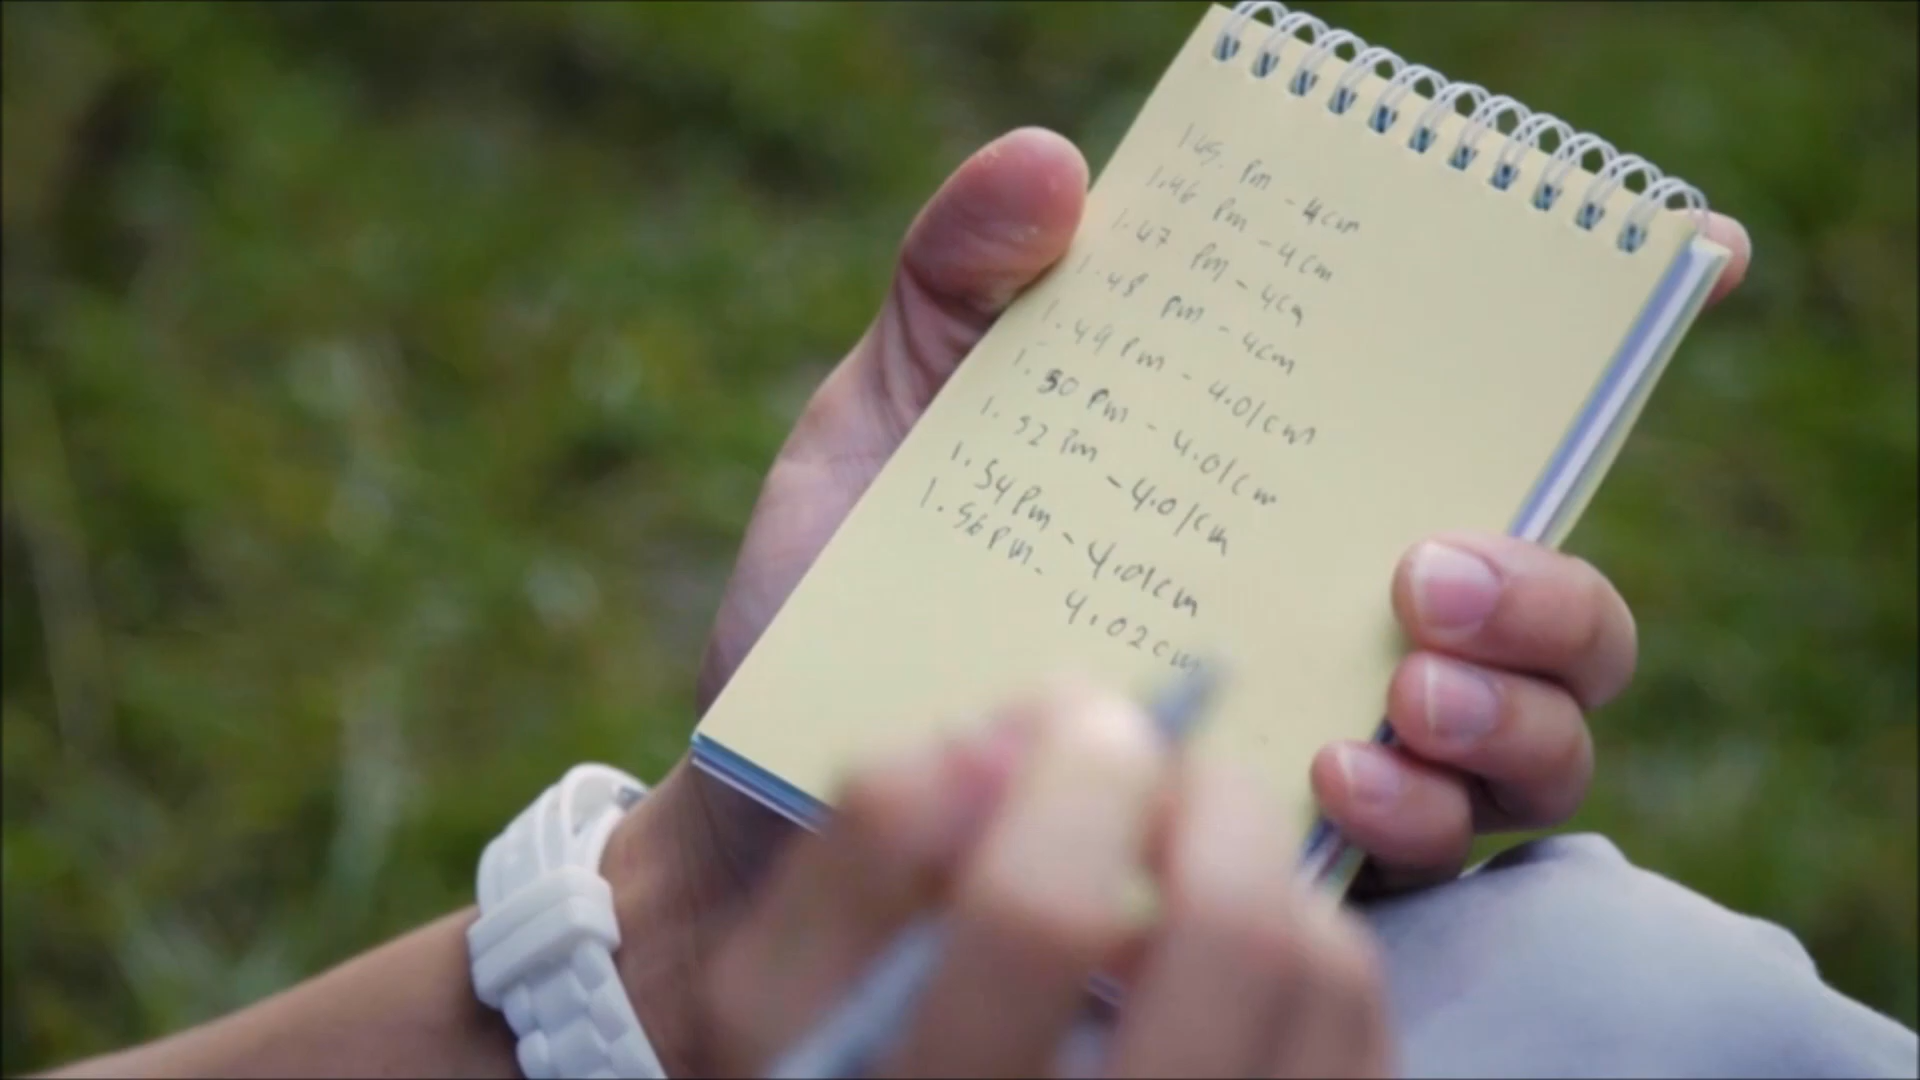 1.45. Pm - 4cm
1.46 Pm - 4cm
1.47 Pm - 4cm
1.48 Pm - 4cm
1.49 Pm - 4.01cm
1.50 Pm - 4.01cm
1.52 Pm - 4.01cm
1.54 Pm - 4.01cm
1.56 Pm - 4.02cm